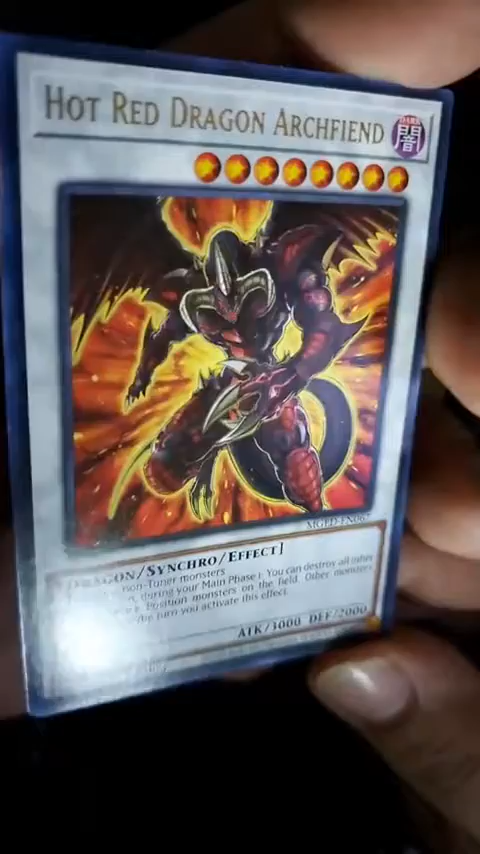 HOT RED DRAGON ARCHFIEND
DARK
闇
MGED-EN067
[DRAGON/SYNCHRO/EFFECT]
non-Tuner monsters
during your Main Phase 1: You can destroy all other
Position monsters on the field. Other monsters
the turn you activate this effect.
ATK/3000 DEF/2000